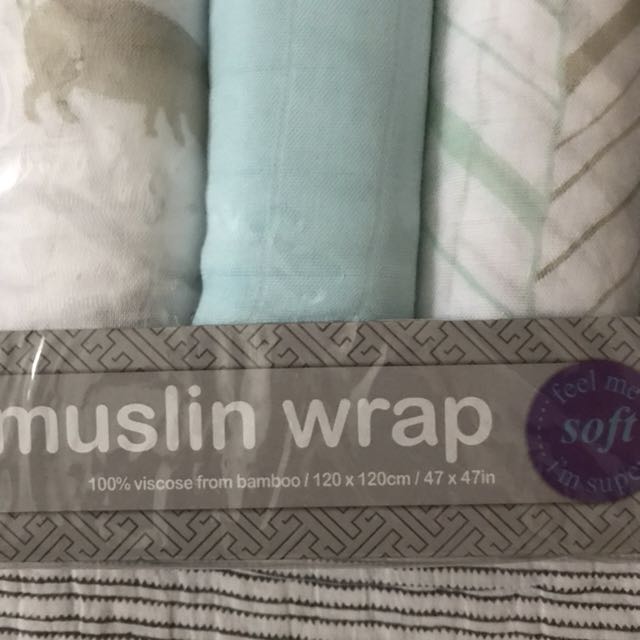 muslin wrap
100% viscose from bamboo / 120 x 120cm / 47 x 47in
feel me
soft
I'm super